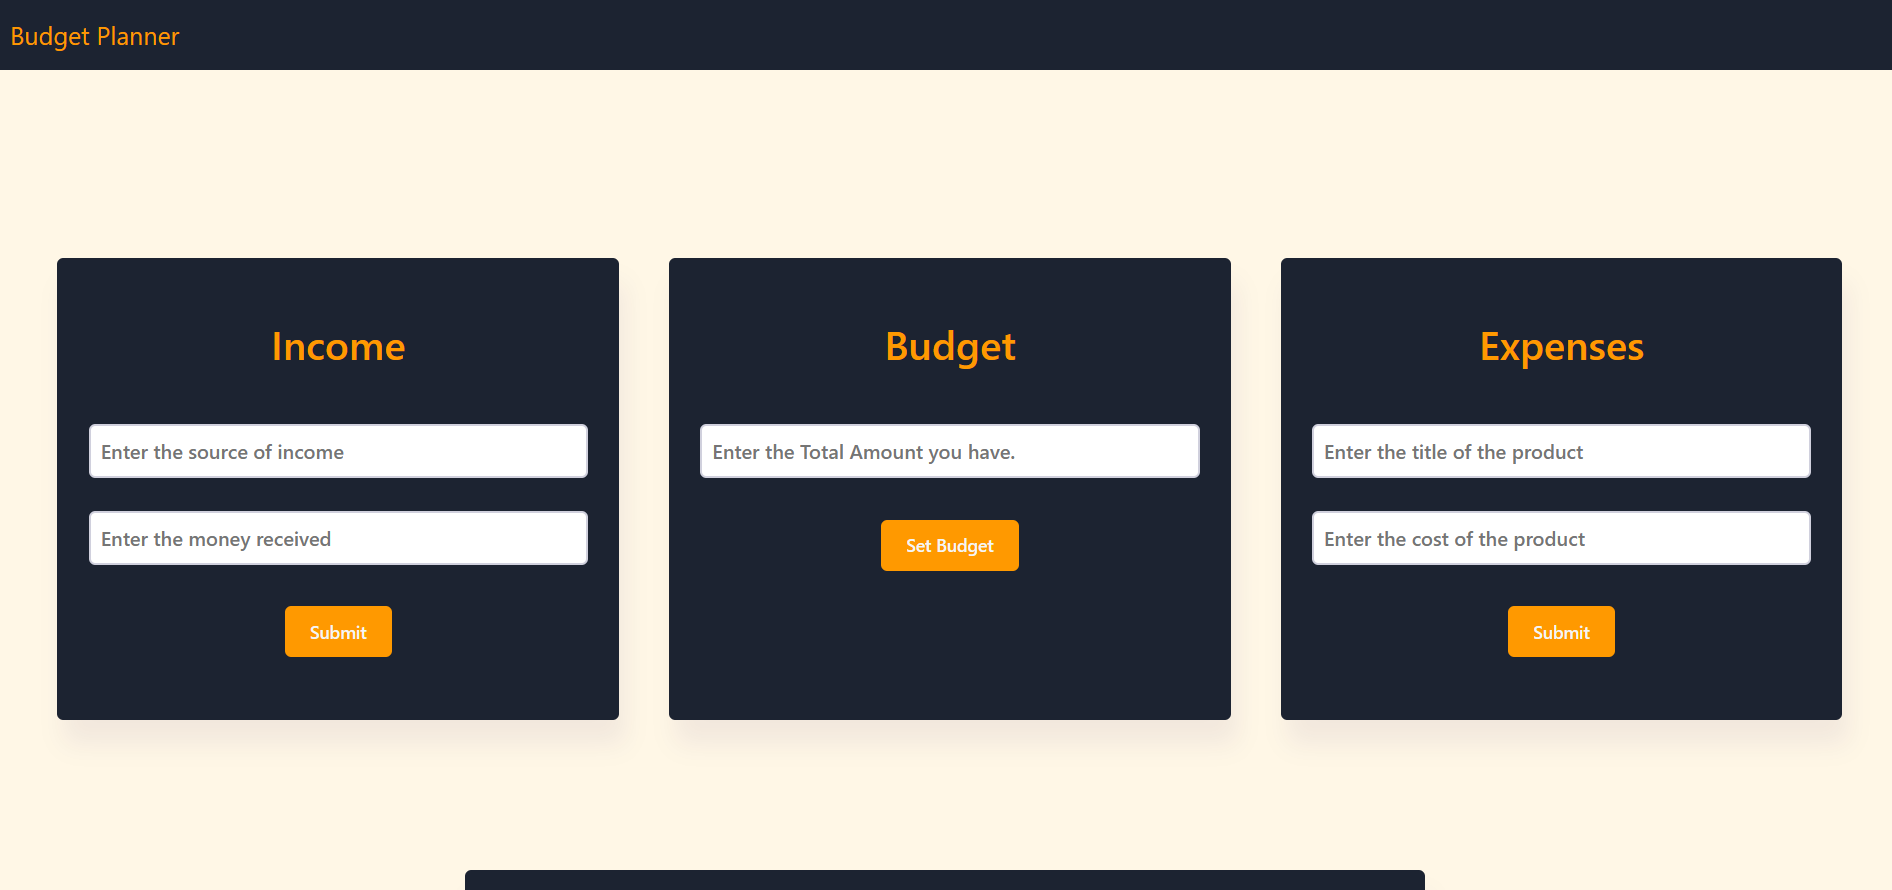 Budget Planner
Income
Enter the source of income
Enter the money received
Submit
Budget
Enter the Total Amount you have.
Set Budget
Expenses
Enter the title of the product
Enter the cost of the product
Submit